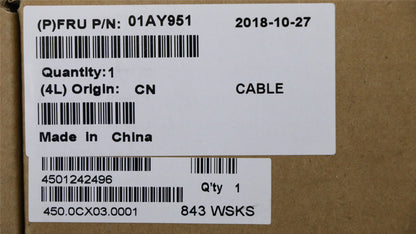 (P)FRU P/N: 01AY951 2018-10-27
Quantity:1
(4L) Origin: CN CABLE
Made in China
4501242496 Q'ty 1
450.0CX03.0001 843 WSKS